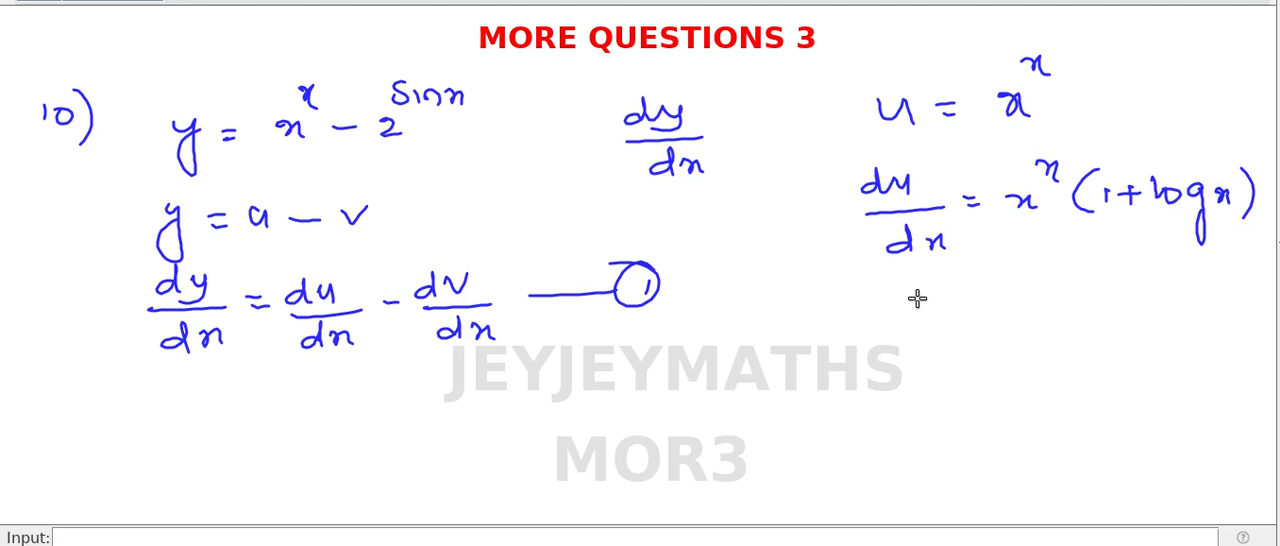 MORE QUESTIONS 3
10) y = x^x - 2^sinx dy/dx
y = u - v
dy/dx = du/dx - dv/dx —— 1
u = x^x
du/dx = x^x (1+logx)
JEYJEYMATHS
MOR3
Input: